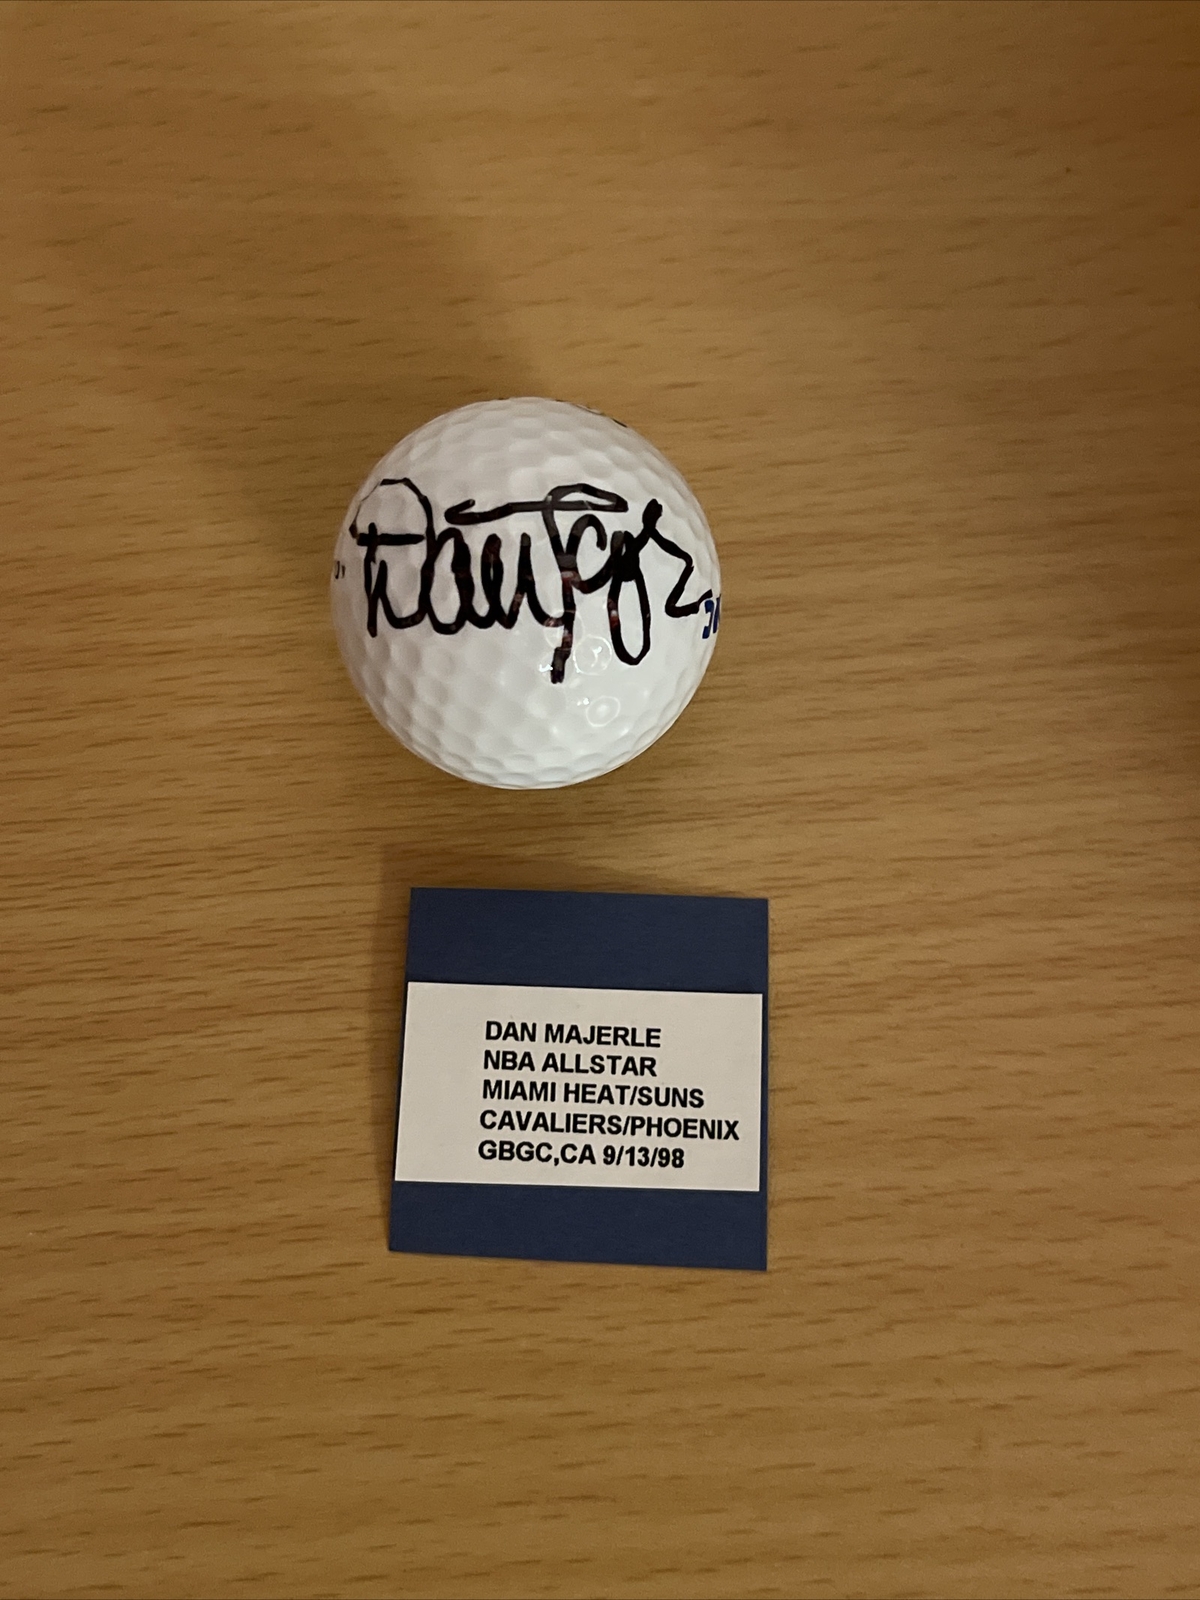 DAN MAJERLE
NBA ALLSTAR
MIAMI HEAT/SUNS
CAVALIERS/PHOENIX
GBGC,CA 9/13/98